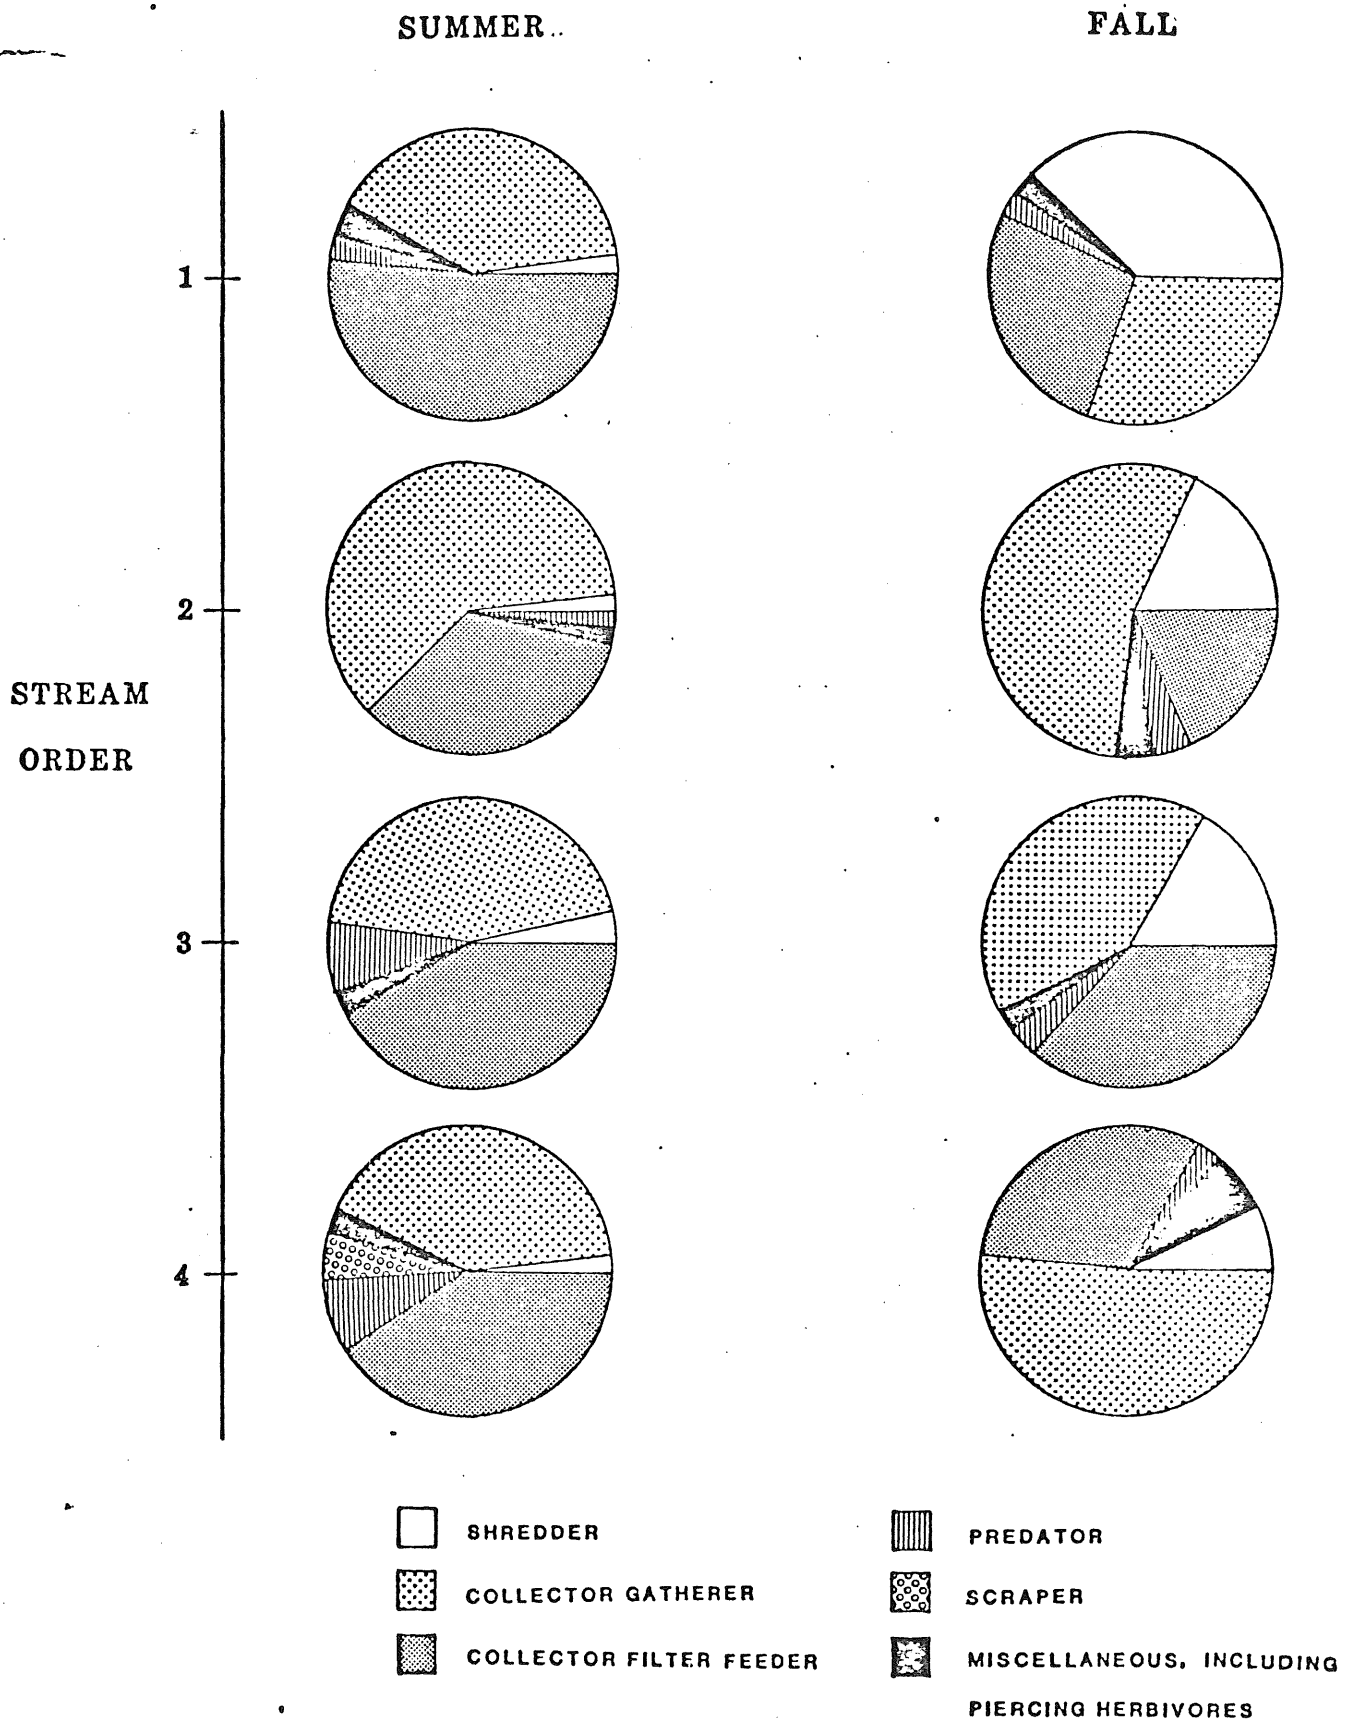 SUMMER
FALL
1
2
STREAM
ORDER
3
4
SHREDDER
PREDATOR
COLLECTOR GATHERER
SCRAPER
COLLECTOR FILTER FEEDER
MISCELLANEOUS, INCLUDING
PIERCING HERBIVORES